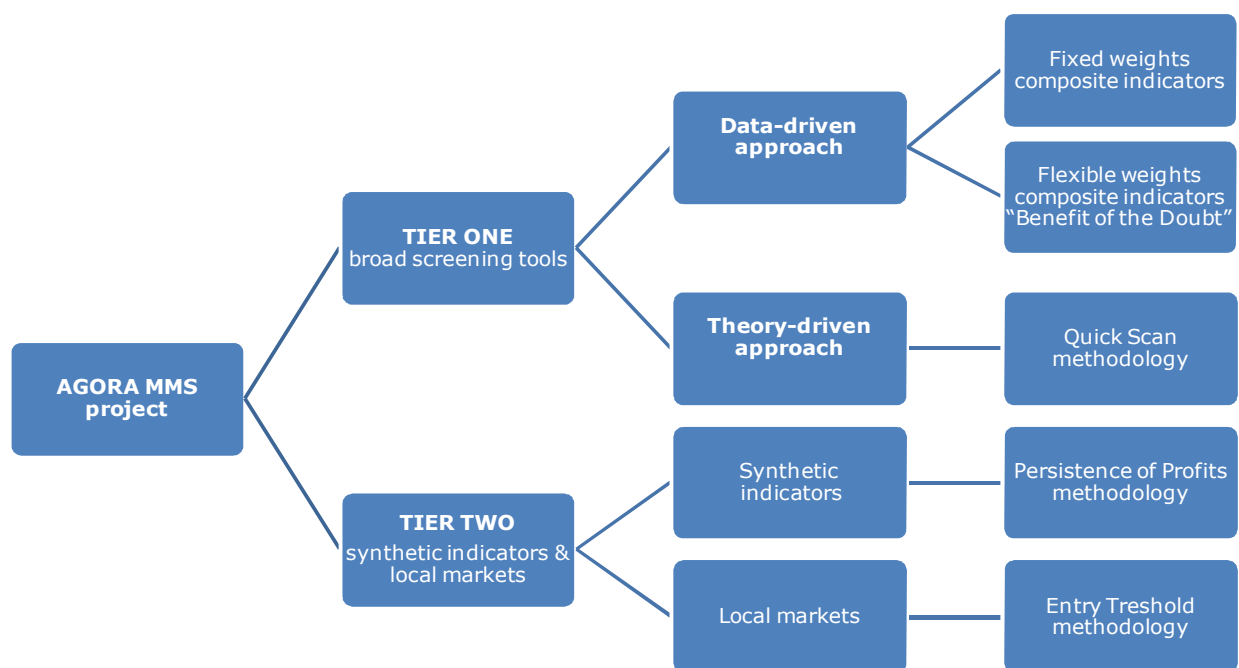 AGORA MMS
project
TIER ONE
broad screening tools
Data-driven
approach
Fixed weights
composite indicators
Flexible weights
composite indicators
“Benefit of the Doubt”
Theory-driven
approach
Quick Scan
methodology
TIER TWO
synthetic indicators &
local markets
Synthetic
indicators
Persistence of Profits
methodology
Local markets
Entry Treshold
methodology